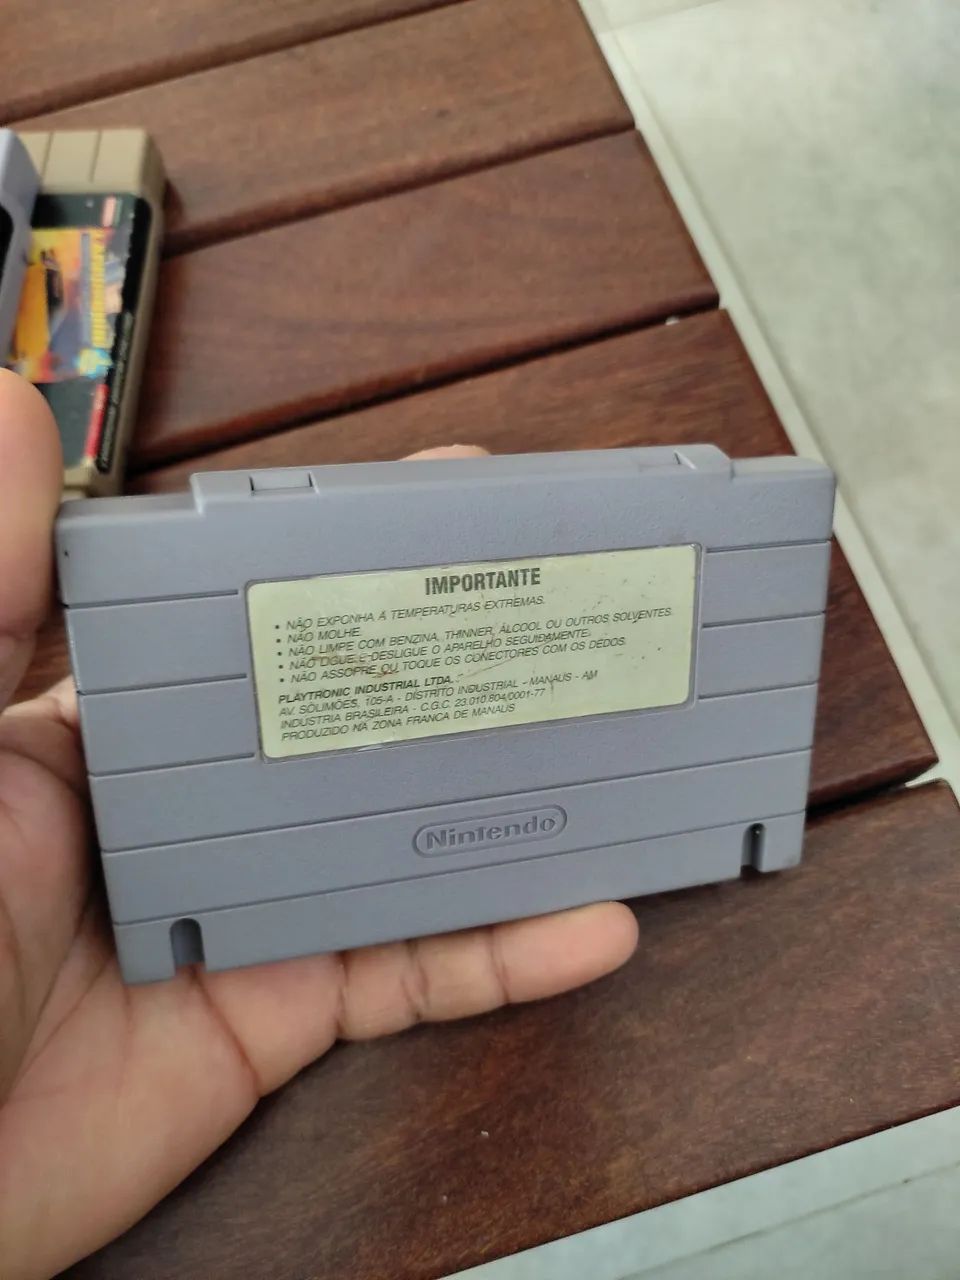 IMPORTANTE
• NÃO EXPONHA A TEMPERATURAS EXTREMAS.
• NÃO MOLHE.
• NÃO LIMPE COM BENZINA, THINNER, ÁLCOOL OU OUTROS SOLVENTES.
• NÃO LIGUE E DESLIGUE O APARELHO SEGUIDAMENTE.
• NÃO ASSOPRE OU TOQUE OS CONECTORES COM OS DEDOS.
PLAYTRONIC INDUSTRIAL LTDA.
AV. SOLIMÕES, 105-A - DISTRITO INDUSTRIAL - MANAUS - AM
INDÚSTRIA BRASILEIRA - C.G.C. 23.010.804/0001-77
PRODUZIDO NA ZONA FRANCA DE MANAUS
Nintendo